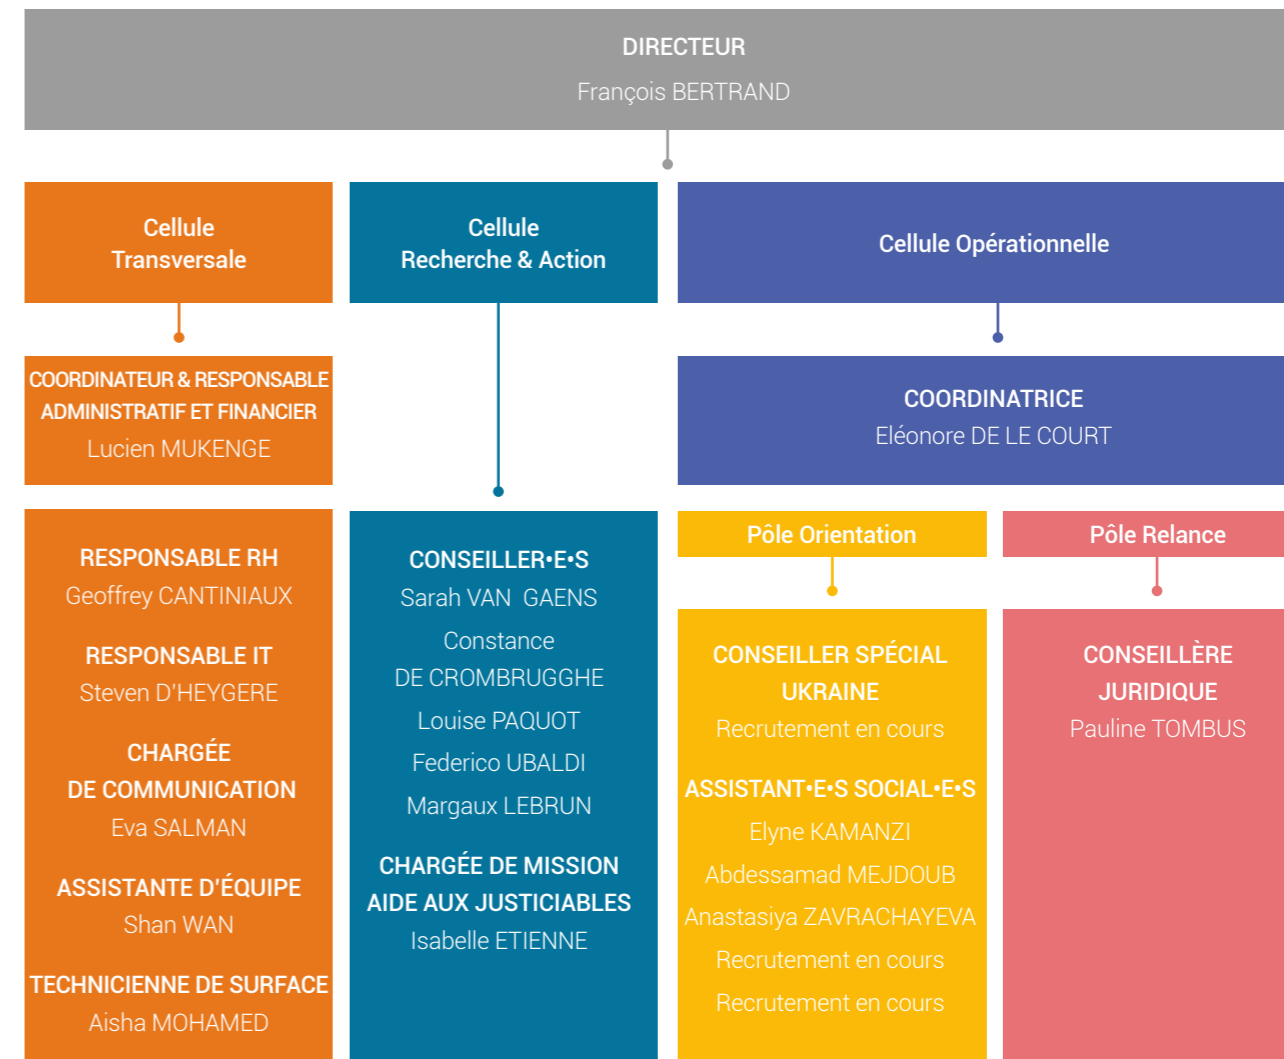 DIRECTEUR
François BERTRAND
Cellule
Transversale
COORDINATEUR & RESPONSABLE
ADMINISTRATIF ET FINANCIER
Lucien MUKENGE
RESPONSABLE RH
Geoffrey CANTINIAUX
RESPONSABLE IT
Steven D'HEYGERE
CHARGÉE
DE COMMUNICATION
Eva SALMAN
ASSISTANTE D'ÉQUIPE
Shan WAN
TECHNICIENNE DE SURFACE
Aisha MOHAMED
Cellule
Recherche & Action
CONSEILLER•E•S
Sarah VAN GAENS
Constance
DE CROMBRUGGHE
Louise PAQUOT
Federico UBALDI
Margaux LEBRUN
CHARGÉE DE MISSION
AIDE AUX JUSTICIABLES
Isabelle ETIENNE
Cellule Opérationnelle
COORDINATRICE
Eléonore DE LE COURT
Pôle Orientation
CONSEILLER SPÉCIAL
UKRAINE
Recrutement en cours
ASSISTANT•E•S SOCIAL•E•S
Elyne KAMANZI
Abdessamad MEJDOUB
Anastasiya ZAVRACHAYEVA
Recrutement en cours
Recrutement en cours
Pôle Relance
CONSEILLÈRE
JURIDIQUE
Pauline TOMBUS